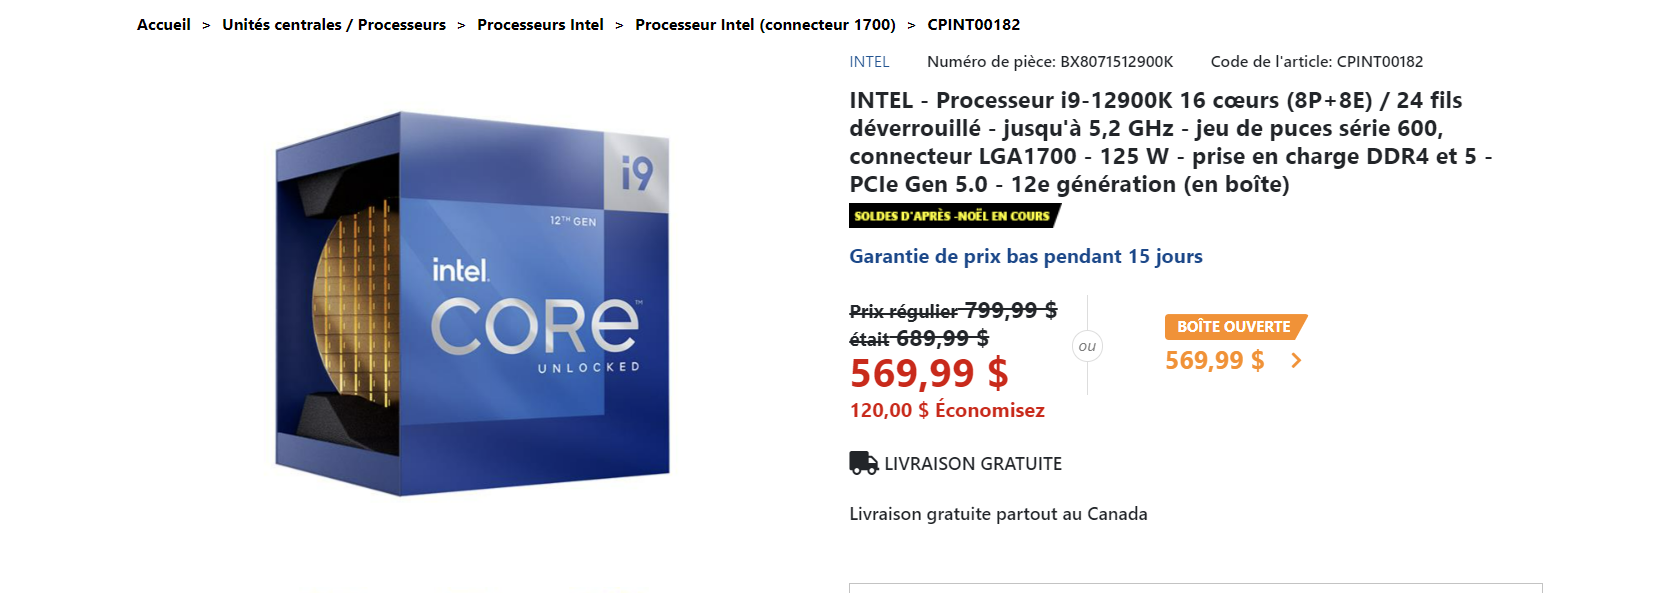 Accueil > Unités centrales / Processeurs > Processeurs Intel > Processeur Intel (connecteur 1700) > CPINT00182
INTEL Numéro de pièce: BX8071512900K Code de l'article: CPINT00182
INTEL - Processeur i9-12900K 16 cœurs (8P+8E) / 24 fils
déverrouillé - jusqu'à 5,2 GHz - jeu de puces série 600,
connecteur LGA1700 - 125 W - prise en charge DDR4 et 5 -
PCIe Gen 5.0 - 12e génération (en boîte)
SOLDES D'APRÈS -NOËL EN COURS
Garantie de prix bas pendant 15 jours
Prix régulier 799,99 $
était 689,99 $
569,99 $
120,00 $ Économisez
ou
BOÎTE OUVERTE
569,99 $ >
LIVRAISON GRATUITE
Livraison gratuite partout au Canada
i9
12TH GEN
intel.
CORE™
UNLOCKED